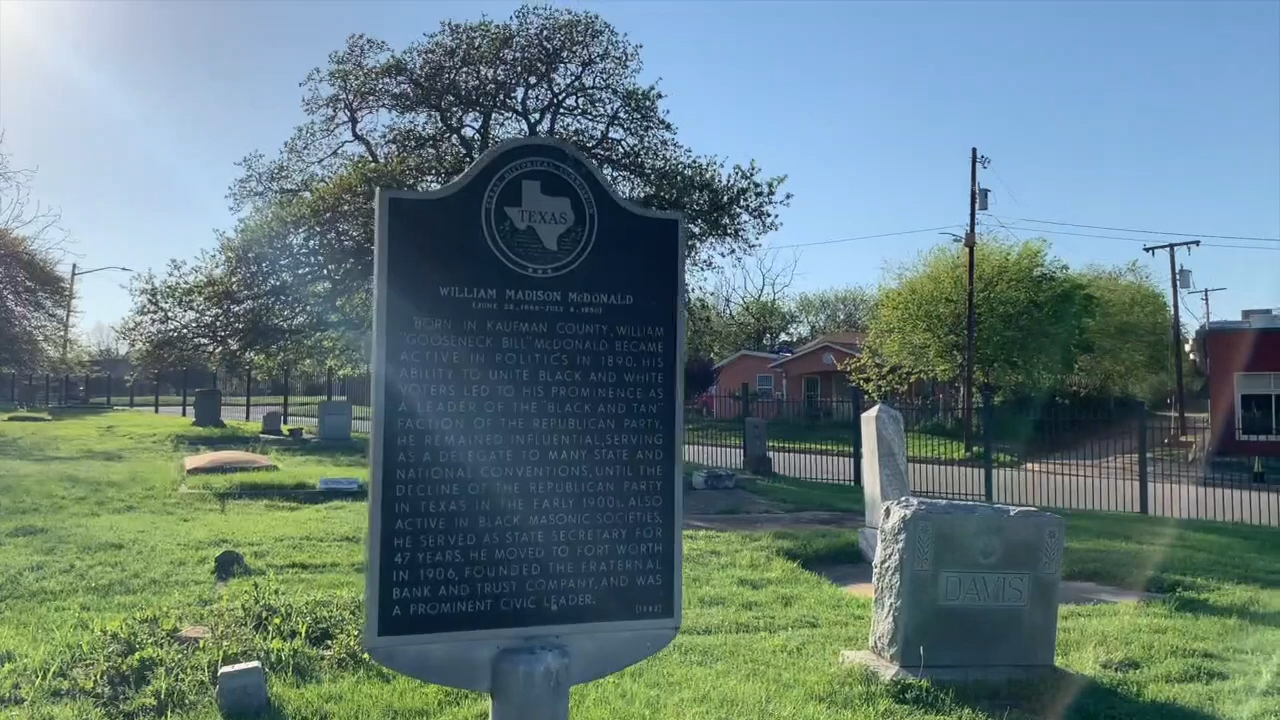 TEXAS HISTORICAL COMMISSION
TEXAS
WILLIAM MADISON McDONALD
(JUNE 22, 1866-JULY 4, 1950)
BORN IN KAUFMAN COUNTY, WILLIAM
"GOOSENECK BILL" McDONALD BECAME
ACTIVE IN POLITICS IN 1890. HIS
ABILITY TO UNITE BLACK AND WHITE
VOTERS LED TO HIS PROMINENCE AS
A LEADER OF THE "BLACK AND TAN"
FACTION OF THE REPUBLICAN PARTY.
HE REMAINED INFLUENTIAL, SERVING
AS A DELEGATE TO MANY STATE AND
NATIONAL CONVENTIONS, UNTIL THE
DECLINE OF THE REPUBLICAN PARTY
IN TEXAS IN THE EARLY 1900s. ALSO
ACTIVE IN BLACK MASONIC SOCIETIES,
HE SERVED AS STATE SECRETARY FOR
47 YEARS. HE MOVED TO FORT WORTH
IN 1906, FOUNDED THE FRATERNAL
BANK AND TRUST COMPANY, AND WAS
A PROMINENT CIVIC LEADER.
DAVIS